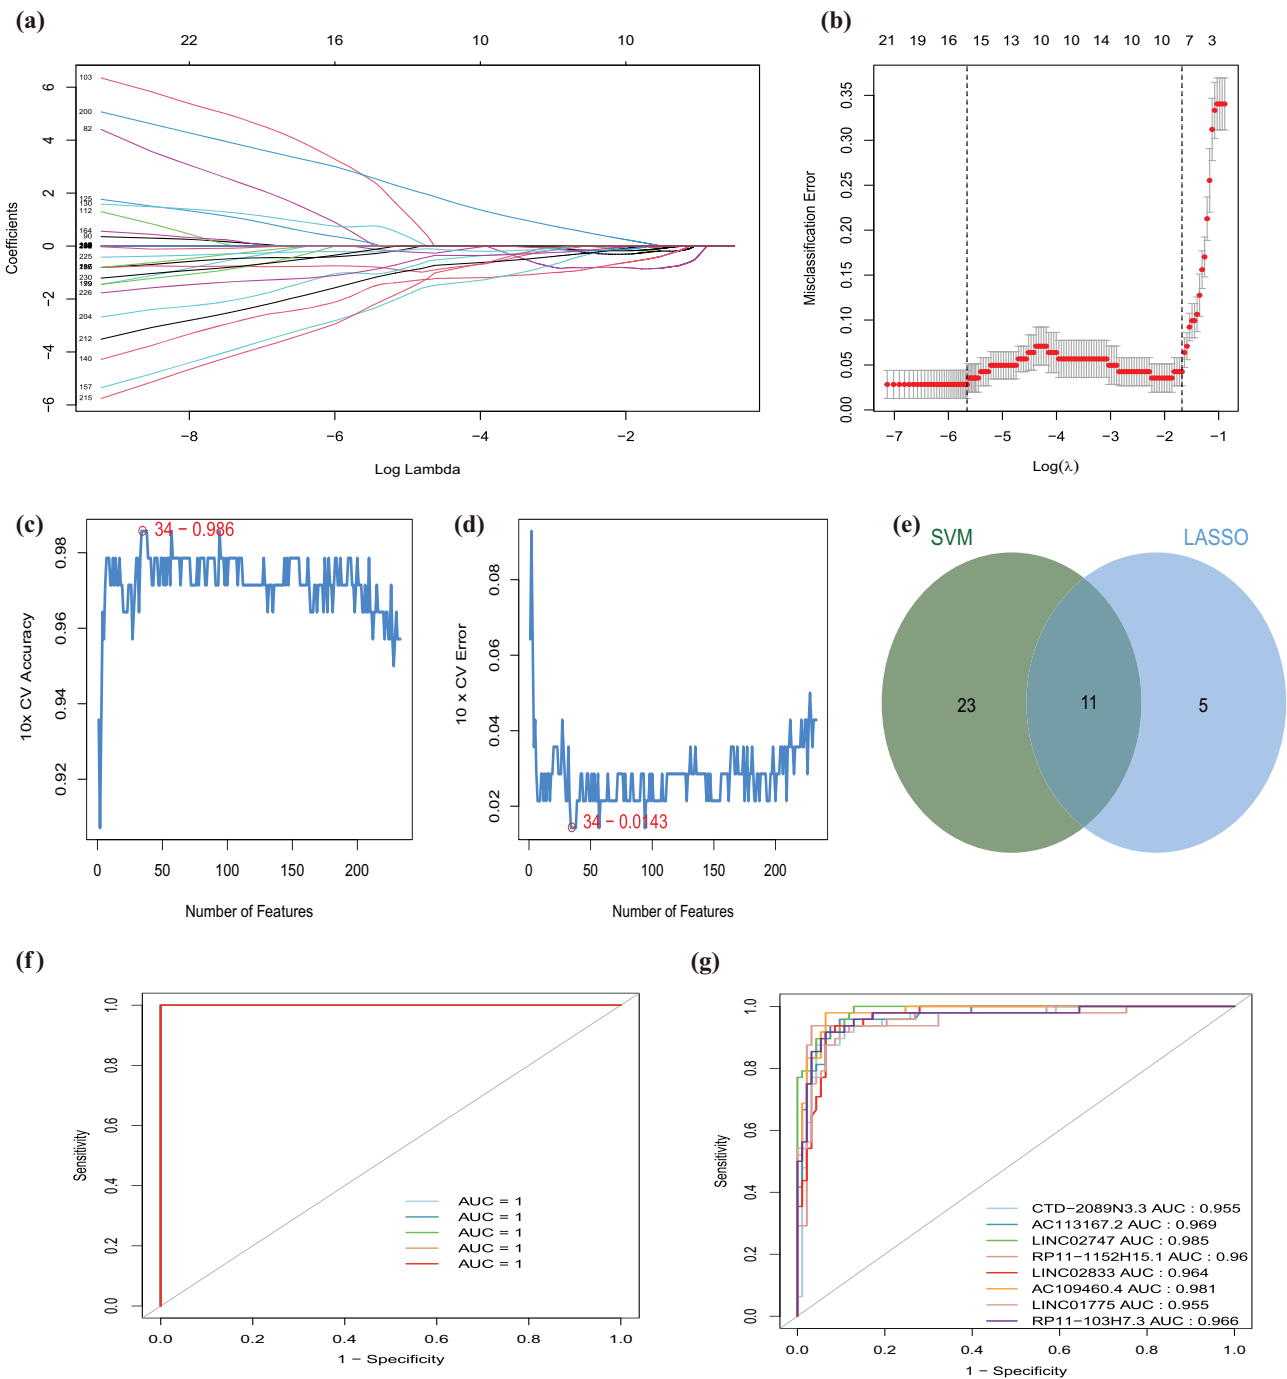 (a)
22 16 10 10
Coefficients
6
4
2
0
−2
−4
−6
103
200
82
125
130
112
164
90
225
230
226
204
212
140
157
215
−8 −6 −4 −2
Log Lambda
(b)
21 19 16 15 13 10 10 14 10 10 7 3
Misclassification Error
0.35
0.30
0.25
0.20
0.15
0.10
0.05
0.00
−7 −6 −5 −4 −3 −2 −1
Log(λ)
(c)
34 − 0.986
10x CV Accuracy
0.98
0.96
0.94
0.92
0 50 100 150 200
Number of Features
(d)
10 x CV Error
0.08
0.06
0.04
0.02
34 − 0.0143
0 50 100 150 200
Number of Features
(e)
SVM LASSO
23 11 5
(f)
Sensitivity
1.0
0.8
0.6
0.4
0.2
0.0
AUC = 1
AUC = 1
AUC = 1
AUC = 1
AUC = 1
0.0 0.2 0.4 0.6 0.8 1.0
1 − Specificity
(g)
Sensitivity
1.0
0.8
0.6
0.4
0.2
0.0
CTD−2089N3.3 AUC : 0.955
AC113167.2 AUC : 0.969
LINC02747 AUC : 0.985
RP11−1152H15.1 AUC : 0.96
LINC02833 AUC : 0.964
AC109460.4 AUC : 0.981
LINC01775 AUC : 0.955
RP11−103H7.3 AUC : 0.966
0.0 0.2 0.4 0.6 0.8 1.0
1 − Specificity